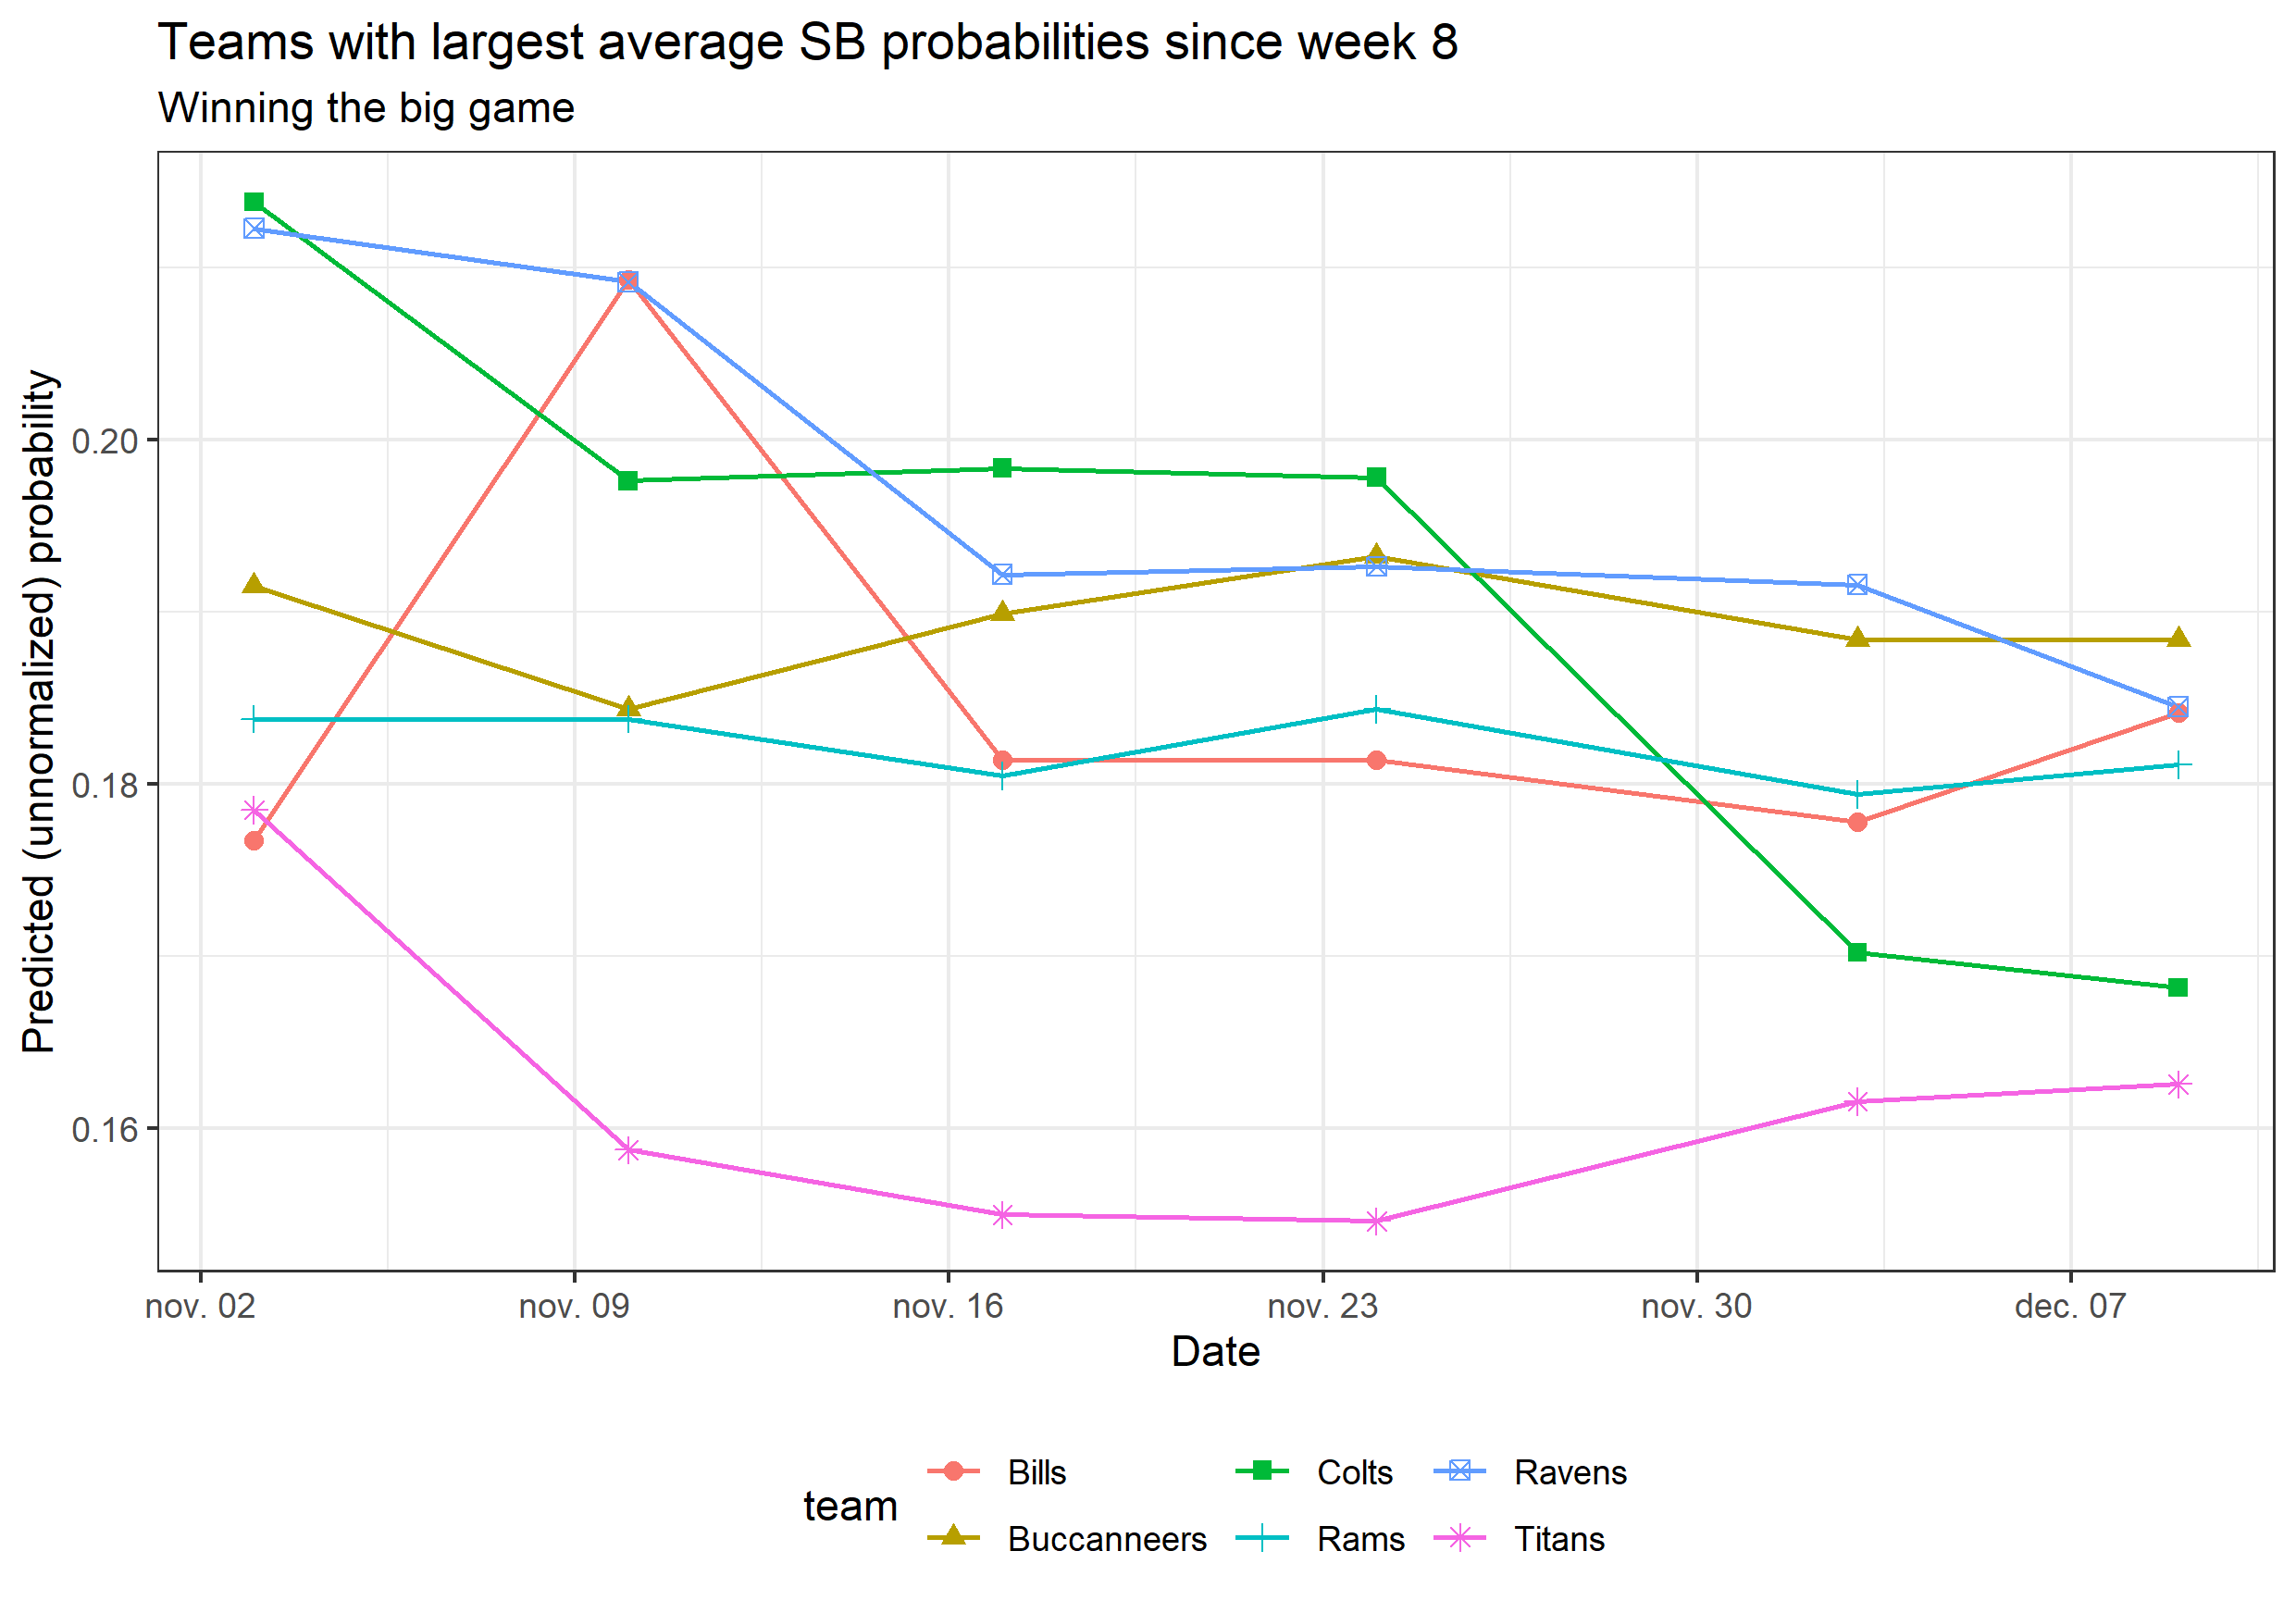 Teams with largest average SB probabilities since week 8
Winning the big game
Predicted (unnormalized) probability
0.20
0.18
0.16
nov. 02
nov. 09
nov. 16
nov. 23
nov. 30
dec. 07
Date
team
Bills
Colts
Ravens
Buccanneers
Rams
Titans